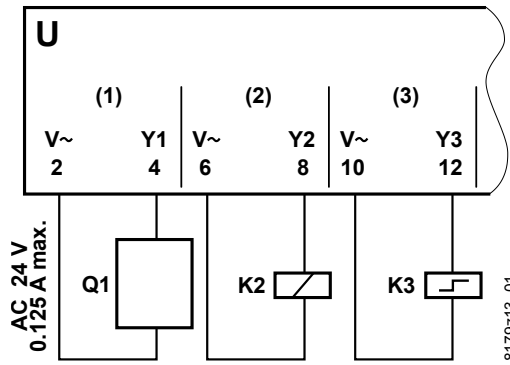 U
(1) (2) (3)
V~ Y1 V~ Y2 V~ Y3
2 4 6 8 10 12
AC 24 V
0.125 A max.
Q1 K2 K3
8179z13_01